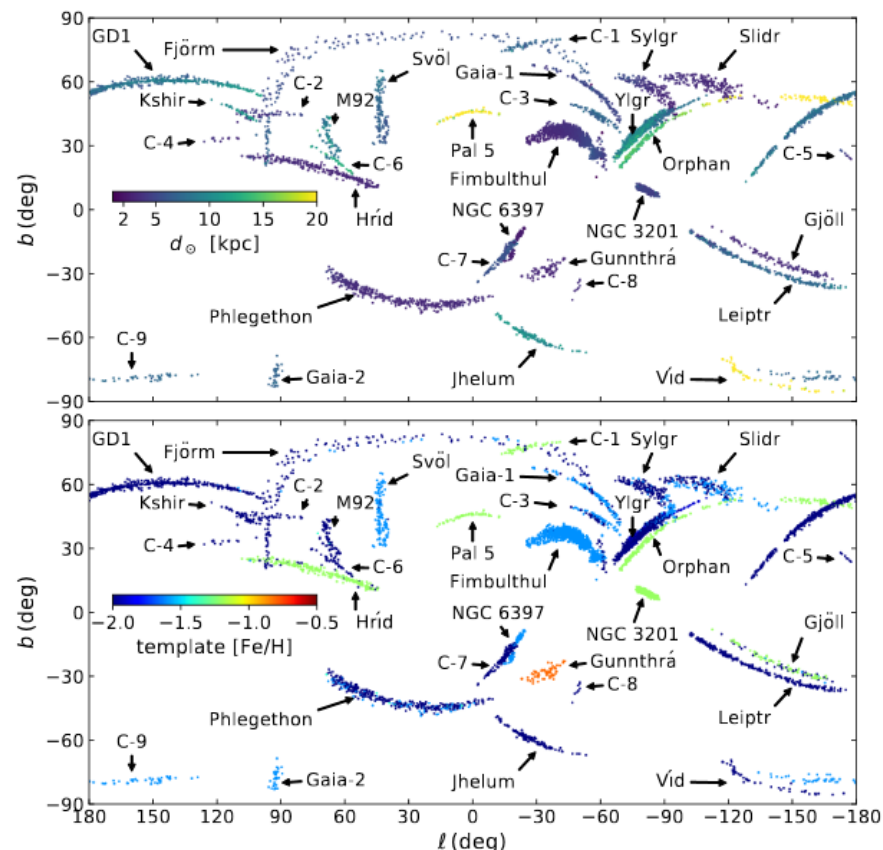 GD1 Fjörm C-1 Sylgr Slidr
Svöl Gaia-1
Kshir C-2 M92 C-3 Ylgr
C-4 C-6 Pal 5 Fimbulthul Orphan C-5
Hríd
2 5 10 15 20
d⊙ [kpc]
NGC 6397 NGC 3201 Gjöll
C-7 Gunnthrá
C-8
Phlegethon Leiptr
C-9 Gaia-2 Jhelum Víd
90
60
30
0
−30
−60
−90
b (deg)
GD1 Fjörm C-1 Sylgr Slidr
Svöl Gaia-1
Kshir C-2 M92 C-3 Ylgr
C-4 C-6 Pal 5 Fimbulthul Orphan C-5
Hríd
−2.0 −1.5 −1.0 −0.5
template [Fe/H]
NGC 6397 NGC 3201 Gjöll
C-7 Gunnthrá
C-8
Phlegethon Leiptr
C-9 Gaia-2 Jhelum Víd
90
60
30
0
−30
−60
−90
b (deg)
180 150 120 90 60 30 0 −30 −60 −90 −120 −150 −180
ℓ (deg)